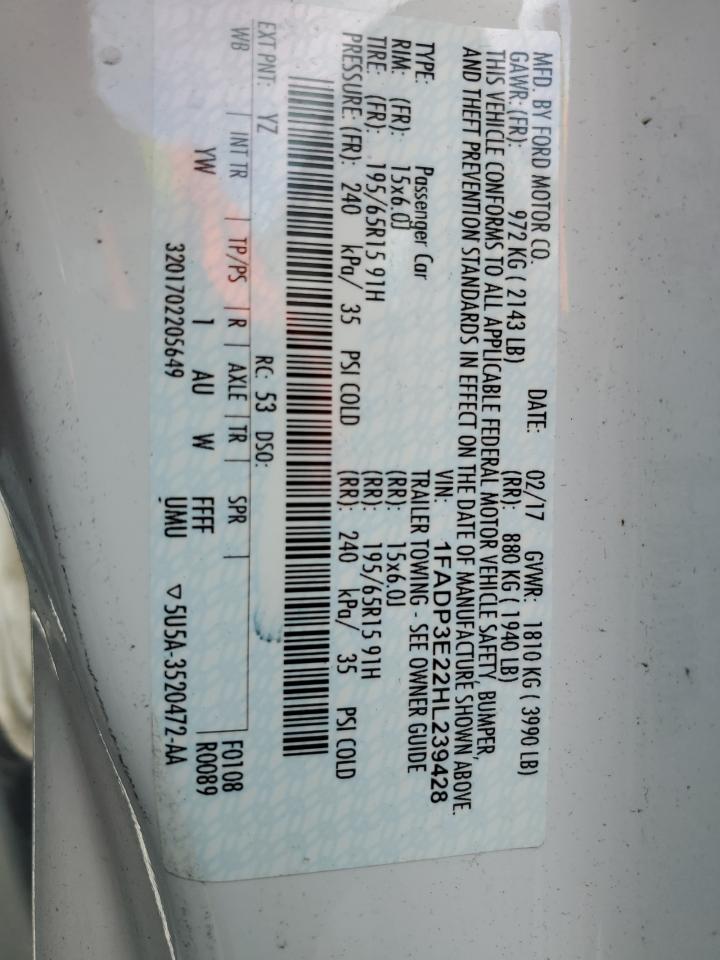 MFD. BY FORD MOTOR CO. DATE: 02/17 GVWR: 1810 KG ( 3990 LB)
GAWR: (FR): 972 KG ( 2143 LB) (RR): 880 KG ( 1940 LB)
THIS VEHICLE CONFORMS TO ALL APPLICABLE FEDERAL MOTOR VEHICLE SAFETY, BUMPER,
AND THEFT PREVENTION STANDARDS IN EFFECT ON THE DATE OF MANUFACTURE SHOWN ABOVE.
VIN: 1FADP3E22HL239428
TYPE: Passenger Car TRAILER TOWING - SEE OWNER GUIDE
RIM: (FR): 15x6.0J (RR): 15x6.0J
TIRE: (FR): 195/65R15 91H (RR): 195/65R15 91H
PRESSURE: (FR): 240 kPa/ 35 PSI COLD (RR): 240 kPa/ 35 PSI COLD
EXT PNT: YZ RC: 53 DSO: F0108
WB INT TR TP/PS R AXLE TR SPR R0089
YW 1 AU W FFFF
3201702205649 UMU ▽5U5A-3520472-AA